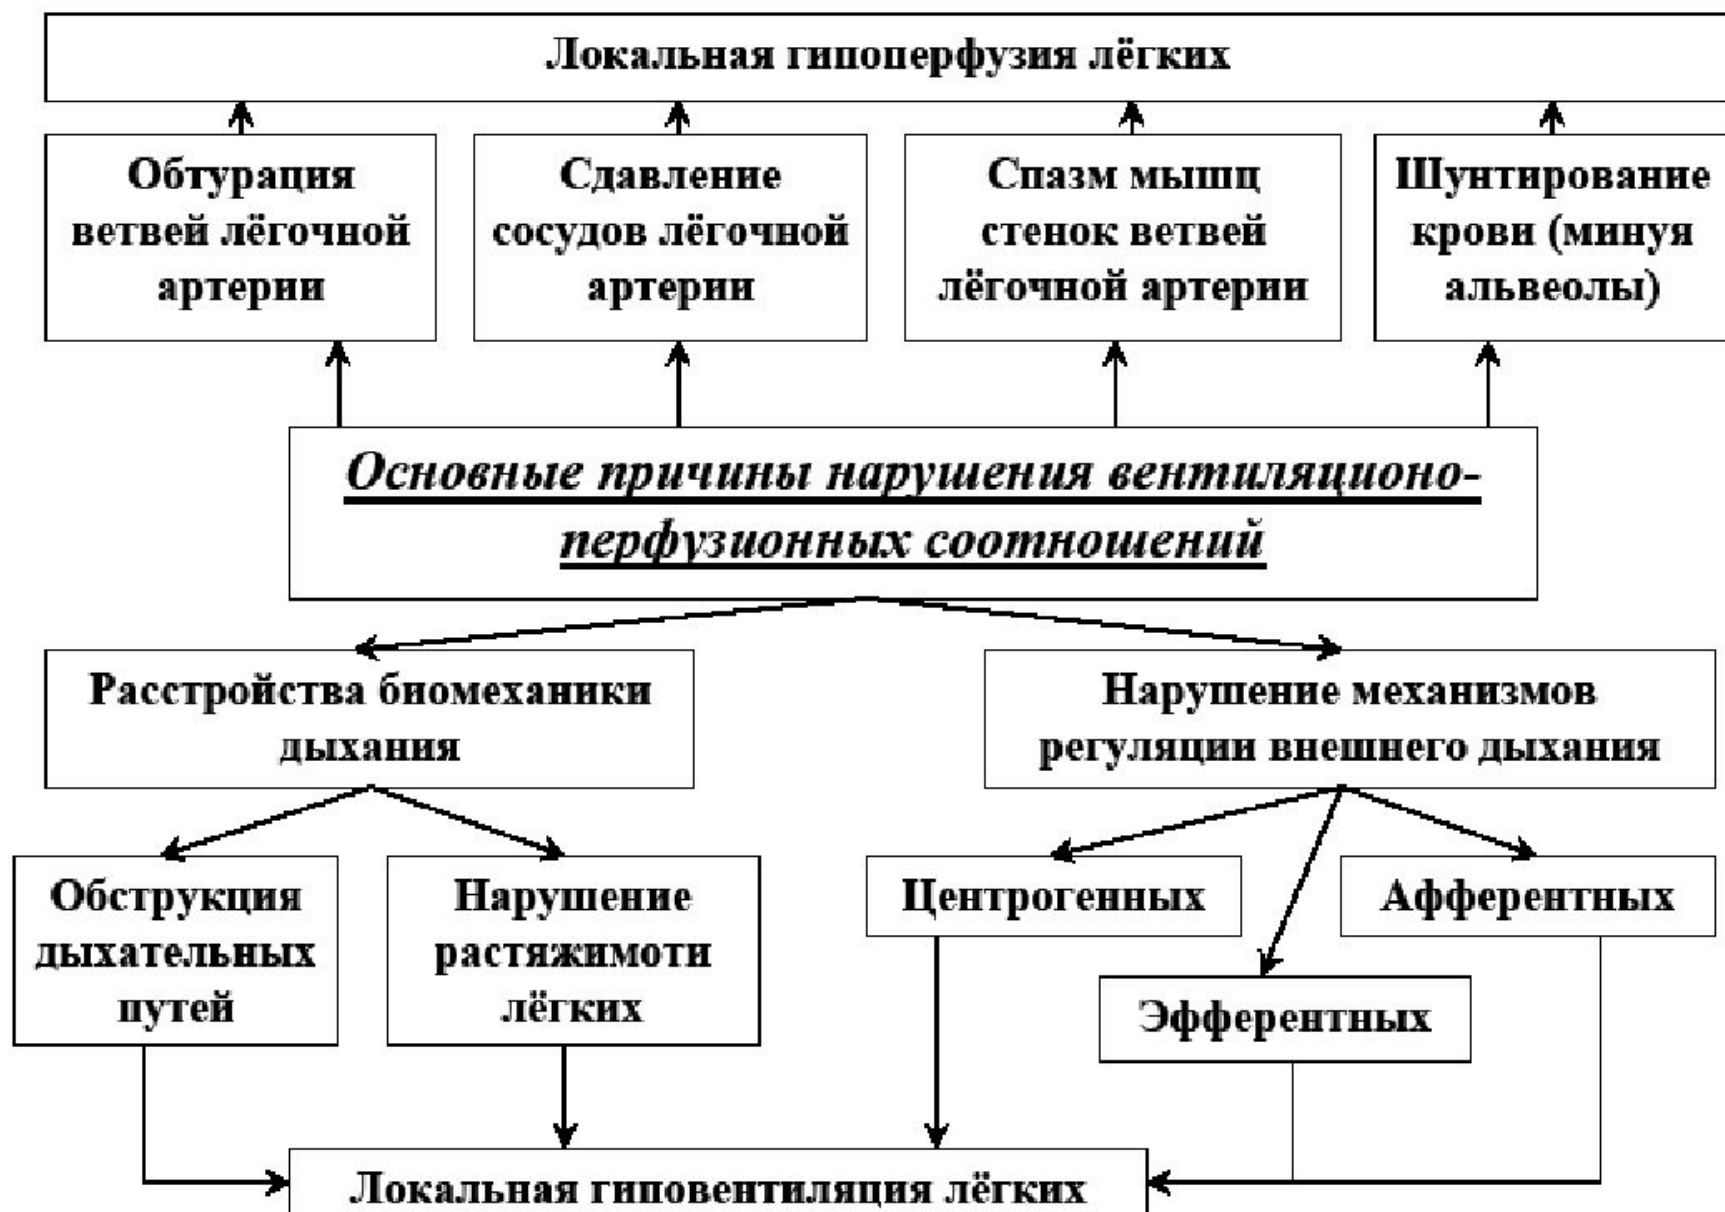 Локальная гипоперфузия лёгких
Обтурация
ветвей лёгочной
артерии
Сдавление
сосудов лёгочной
артерии
Спазм мышц
стенок ветвей
лёгочной артерии
Шунтирование
крови (минуя
альвеолы)
Основные причины нарушения вентиляционо-
перфузионных соотношений
Расстройства биомеханики
дыхания
Нарушение механизмов
регуляции внешнего дыхания
Обструкция
дыхательных
путей
Нарушение
растяжимоти
лёгких
Центрогенных
Афферентных
Эфферентных
Локальная гиповентиляция лёгких